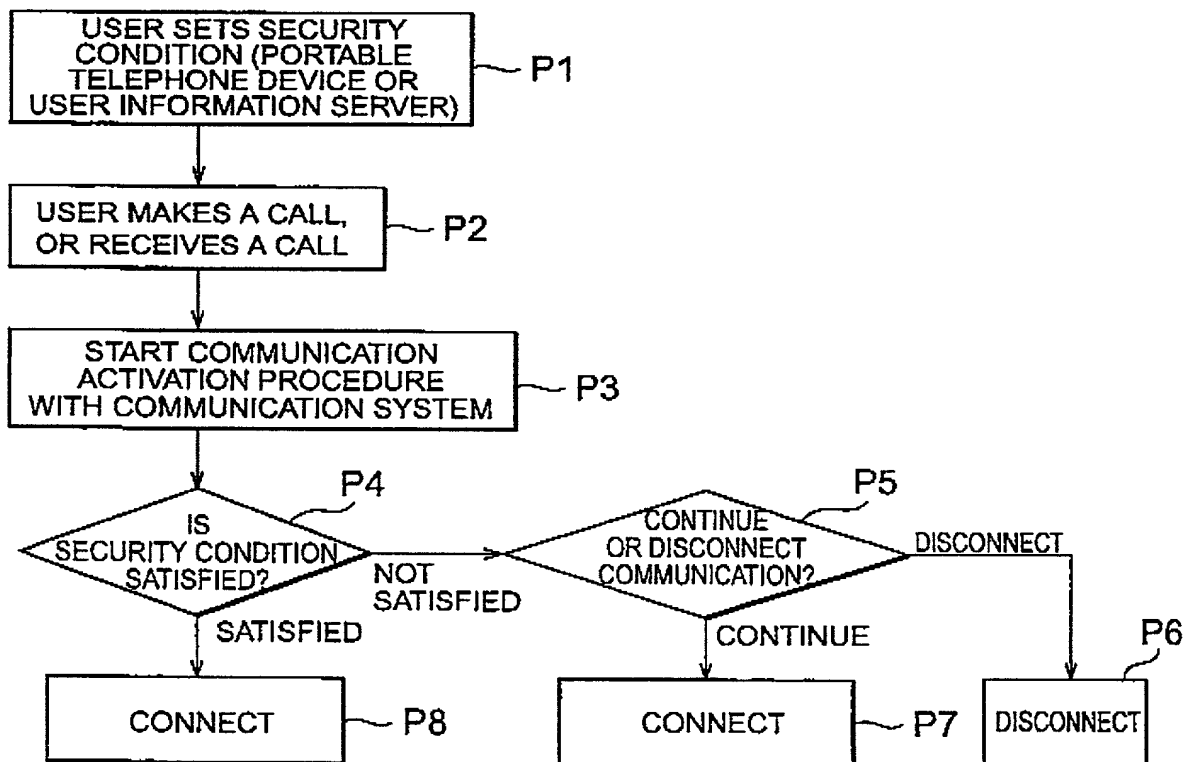 USER SETS SECURITY
CONDITION (PORTABLE
TELEPHONE DEVICE OR
USER INFORMATION SERVER)
P1
USER MAKES A CALL,
OR RECEIVES A CALL
P2
START COMMUNICATION
ACTIVATION PROCEDURE
WITH COMMUNICATION SYSTEM
P3
P4
IS
SECURITY CONDITION
SATISFIED?
NOT
SATISFIED
SATISFIED
P5
CONTINUE
OR DISCONNECT
COMMUNICATION?
DISCONNECT
CONTINUE
CONNECT
P8
CONNECT
P7
P6
DISCONNECT